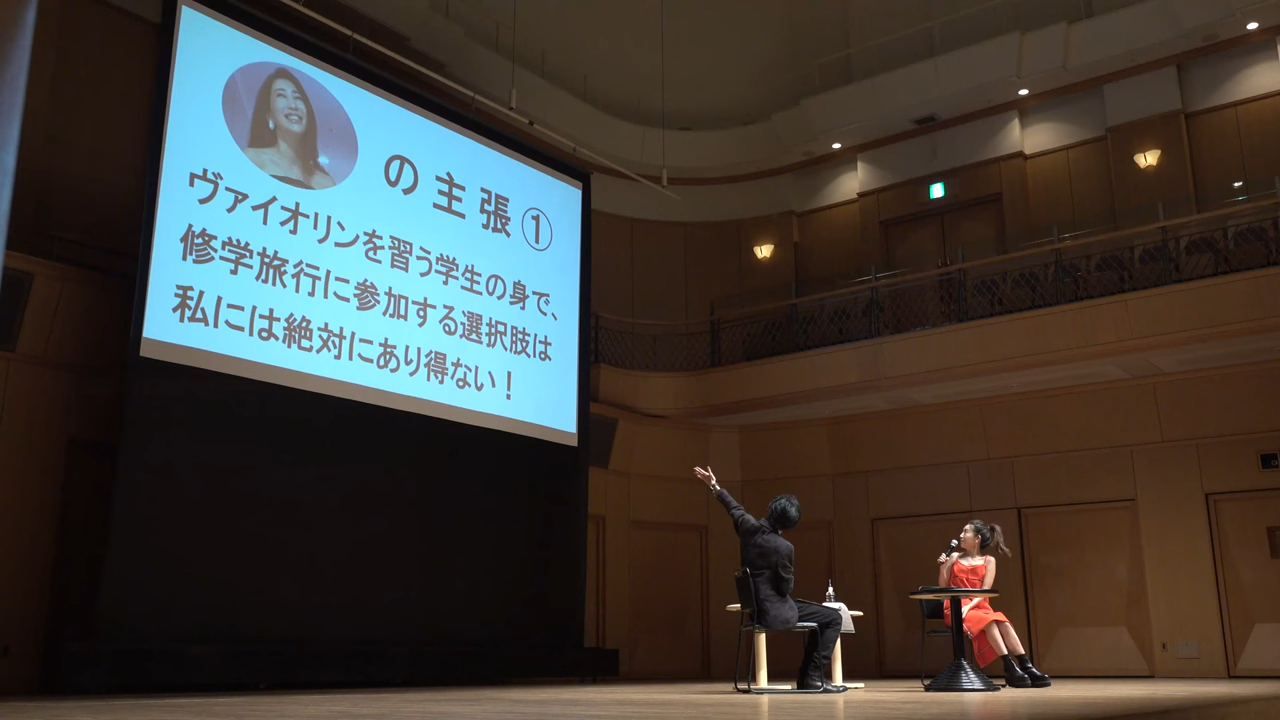 の主張①
ヴァイオリンを習う学生の身で、
修学旅行に参加する選択肢は
私には絶対にあり得ない！